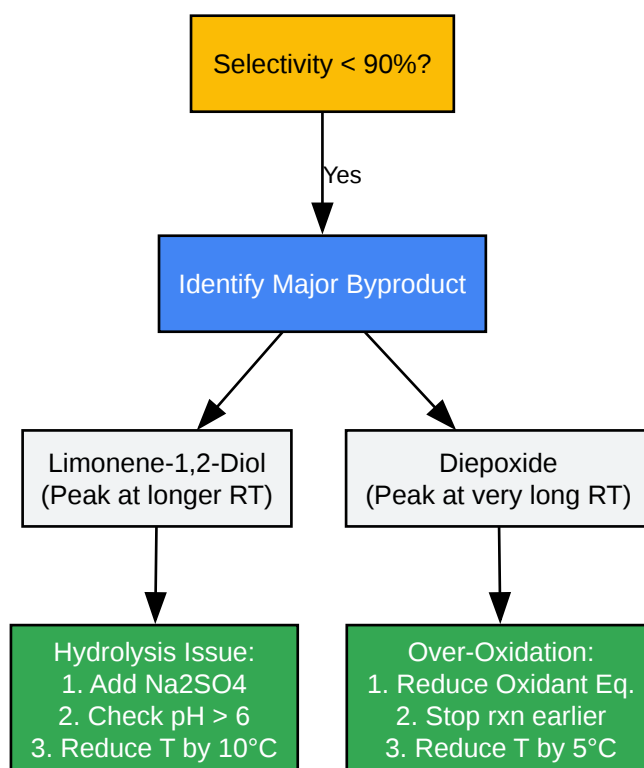 Selectivity < 90%?
Yes
Identify Major Byproduct
Limonene-1,2-Diol
(Peak at longer RT)
Diepoxide
(Peak at very long RT)
Hydrolysis Issue:
1. Add Na2SO4
2. Check pH > 6
3. Reduce T by 10°C
Over-Oxidation:
1. Reduce Oxidant Eq.
2. Stop rxn earlier
3. Reduce T by 5°C